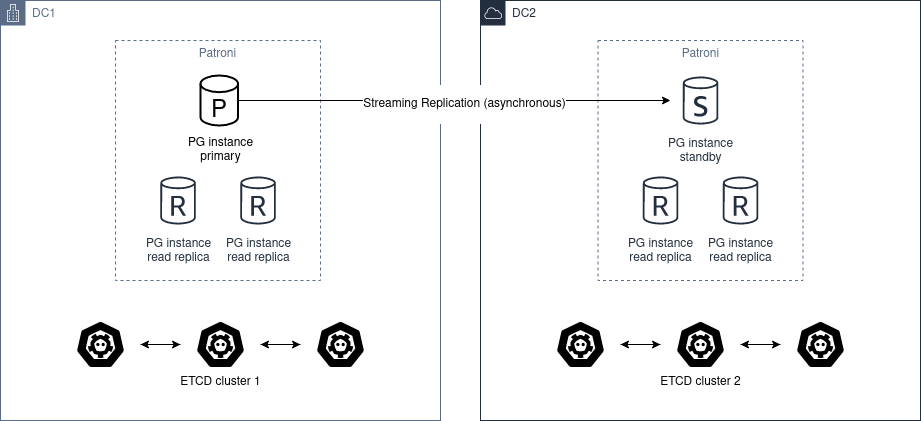 DC1
DC2
Patroni
Patroni
P
Streaming Replication (asynchronous)
S
PG instance
primary
PG instance
standby
R
R
R
R
PG instance
read replica
PG instance
read replica
PG instance
read replica
PG instance
read replica
ETCD cluster 1
ETCD cluster 2